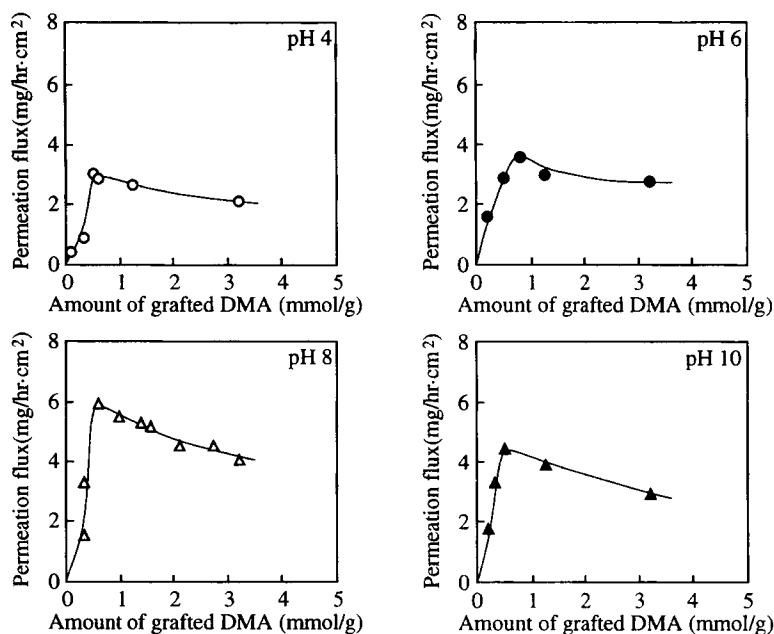 8
6
4
2
0
Permeation flux(mg/hr·cm²)
pH 4
0 1 2 3 4 5
Amount of grafted DMA (mmol/g)
8
6
4
2
0
Permeation flux(mg/hr·cm²)
pH 6
0 1 2 3 4 5
Amount of grafted DMA (mmol/g)
8
6
4
2
0
Permeation flux(mg/hr·cm²)
pH 8
0 1 2 3 4 5
Amount of grafted DMA (mmol/g)
8
6
4
2
0
Permeation flux(mg/hr·cm²)
pH 10
0 1 2 3 4 5
Amount of grafted DMA (mmol/g)